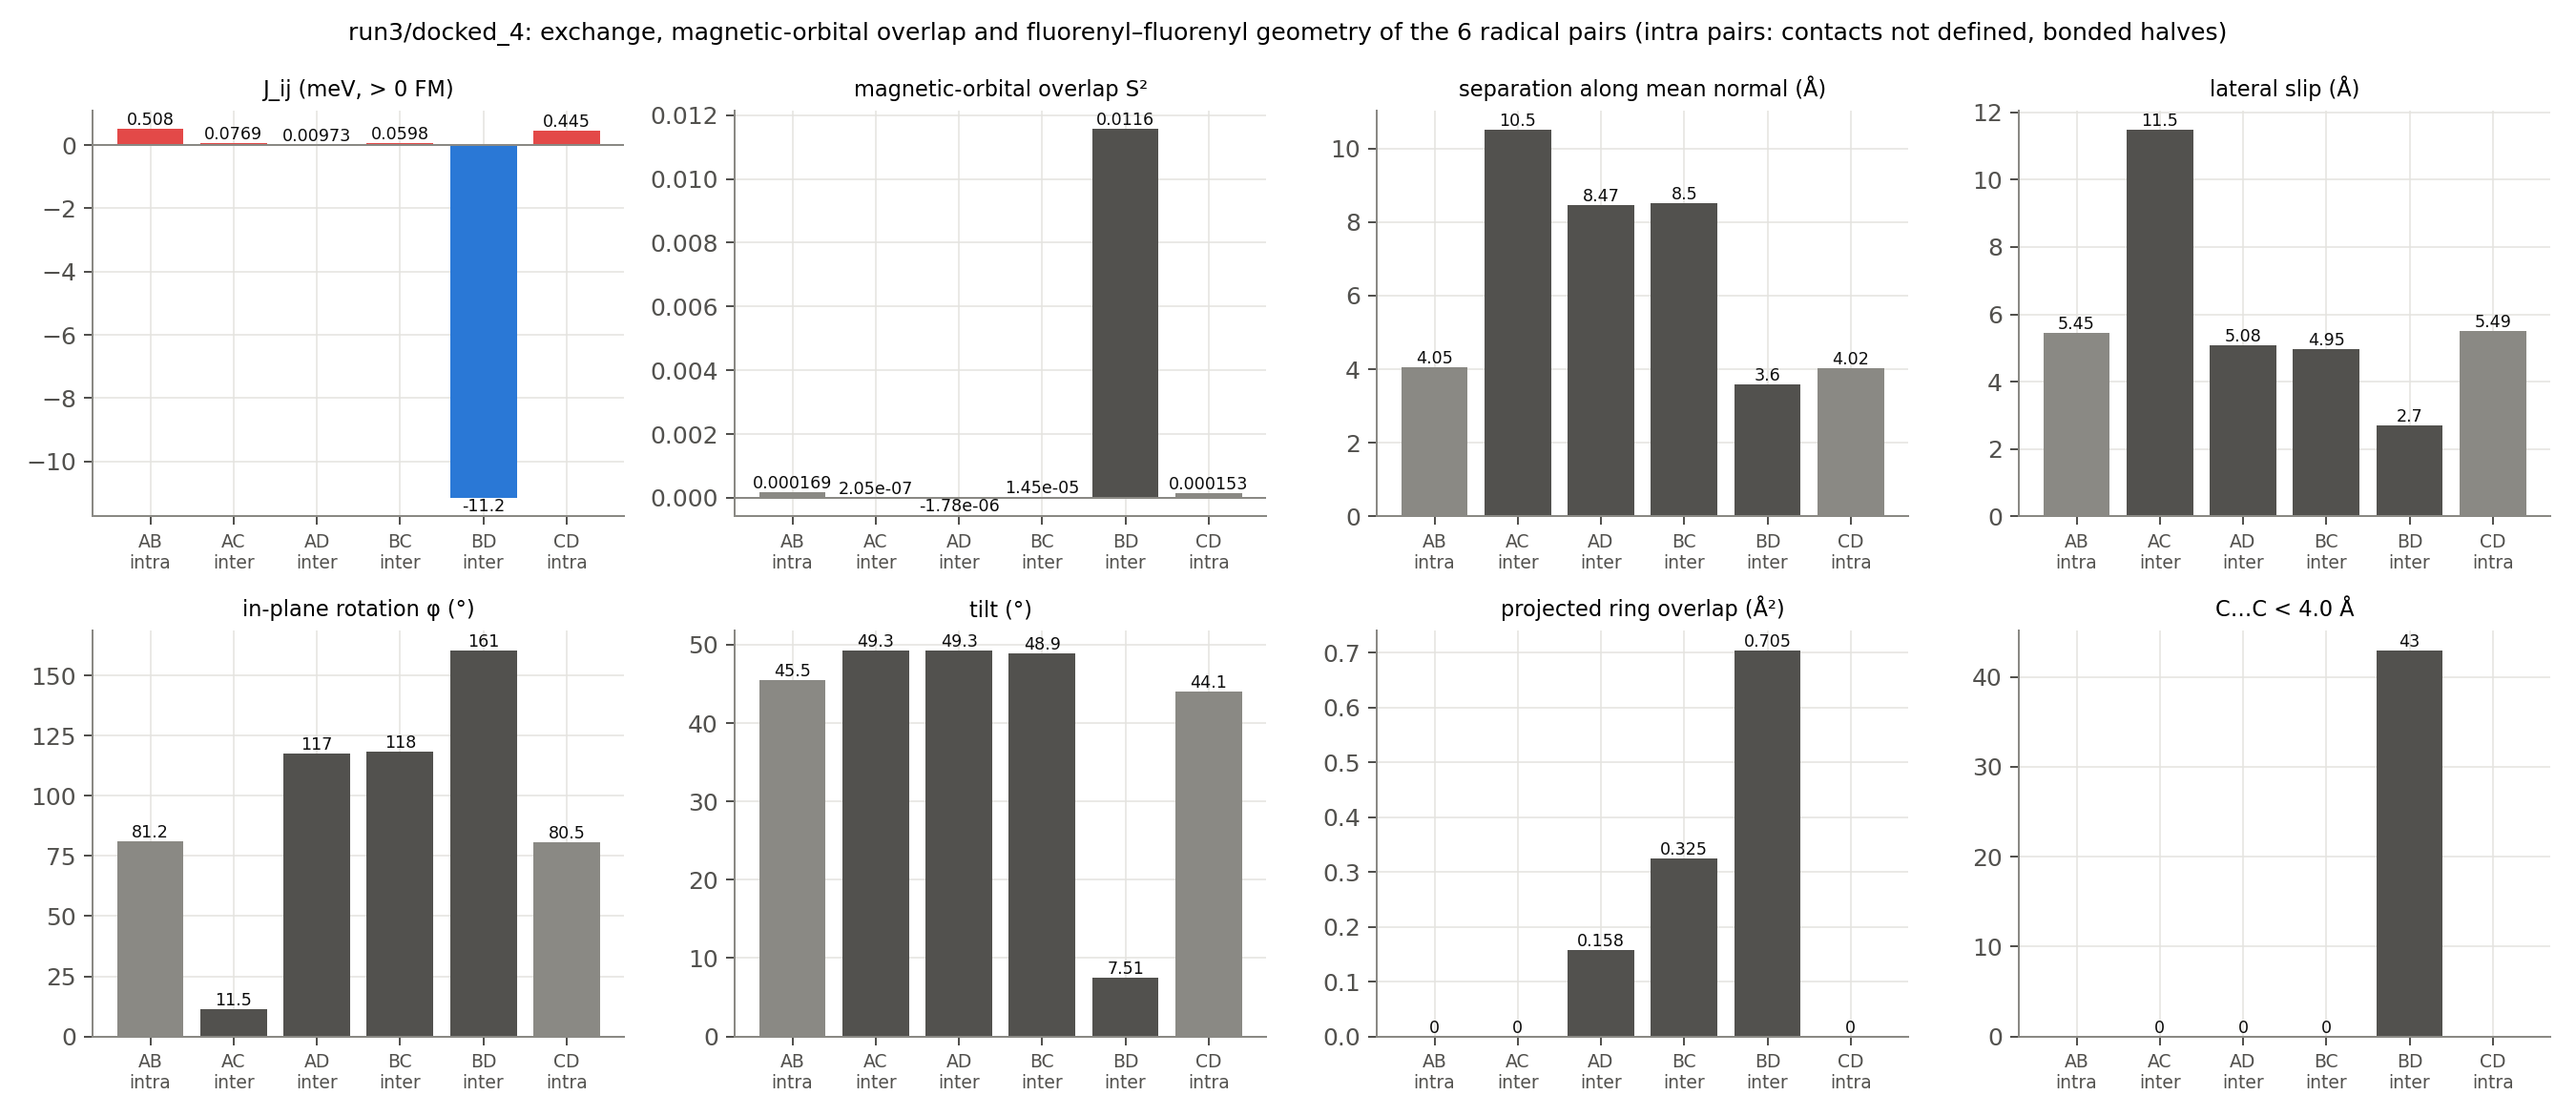 run3/docked_4: exchange, magnetic-orbital overlap and fluorenyl–fluorenyl geometry of the 6 radical pairs (intra pairs: contacts not defined, bonded halves)
J_ij (meV, > 0 FM)
0.508 0.0769 0.00973 0.0598 -11.2 0.445
0
−2
−4
−6
−8
−10
AB AC AD BC BD CD
intra inter inter inter inter intra
magnetic-orbital overlap S²
0.000169 2.05e-07 -1.78e-06 1.45e-05 0.0116 0.000153
0.012
0.010
0.008
0.006
0.004
0.002
0.000
AB AC AD BC BD CD
intra inter inter inter inter intra
separation along mean normal (Å)
4.05 10.5 8.47 8.5 3.6 4.02
10
8
6
4
2
0
AB AC AD BC BD CD
intra inter inter inter inter intra
lateral slip (Å)
5.45 11.5 5.08 4.95 2.7 5.49
12
10
8
6
4
2
0
AB AC AD BC BD CD
intra inter inter inter inter intra
in-plane rotation φ (°)
81.2 11.5 117 118 161 80.5
150
125
100
75
50
25
0
AB AC AD BC BD CD
intra inter inter inter inter intra
tilt (°)
45.5 49.3 49.3 48.9 7.51 44.1
50
40
30
20
10
0
AB AC AD BC BD CD
intra inter inter inter inter intra
projected ring overlap (Å²)
0 0 0.158 0.325 0.705 0
0.7
0.6
0.5
0.4
0.3
0.2
0.1
0.0
AB AC AD BC BD CD
intra inter inter inter inter intra
C…C < 4.0 Å
0 0 0 43
40
30
20
10
0
AB AC AD BC BD CD
intra inter inter inter inter intra